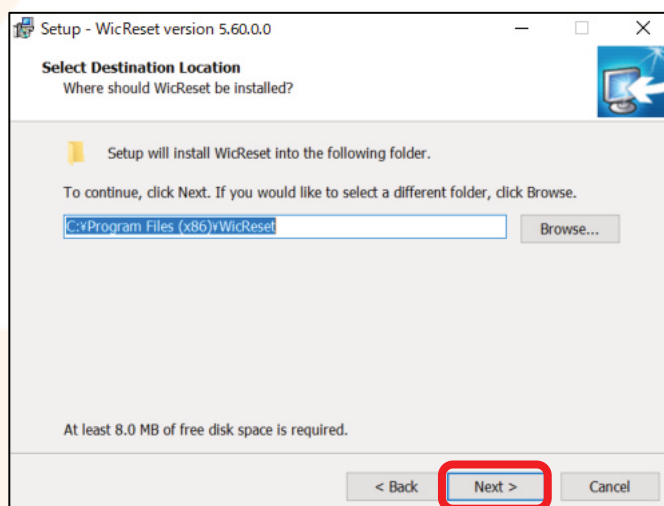 Setup - WicReset version 5.60.0.0
Select Destination Location
Where should WicReset be installed?
Setup will install WicReset into the following folder.
To continue, click Next. If you would like to select a different folder, click Browse.
C:¥Program Files (x86)¥WicReset
Browse...
At least 8.0 MB of free disk space is required.
< Back
Next >
Cancel